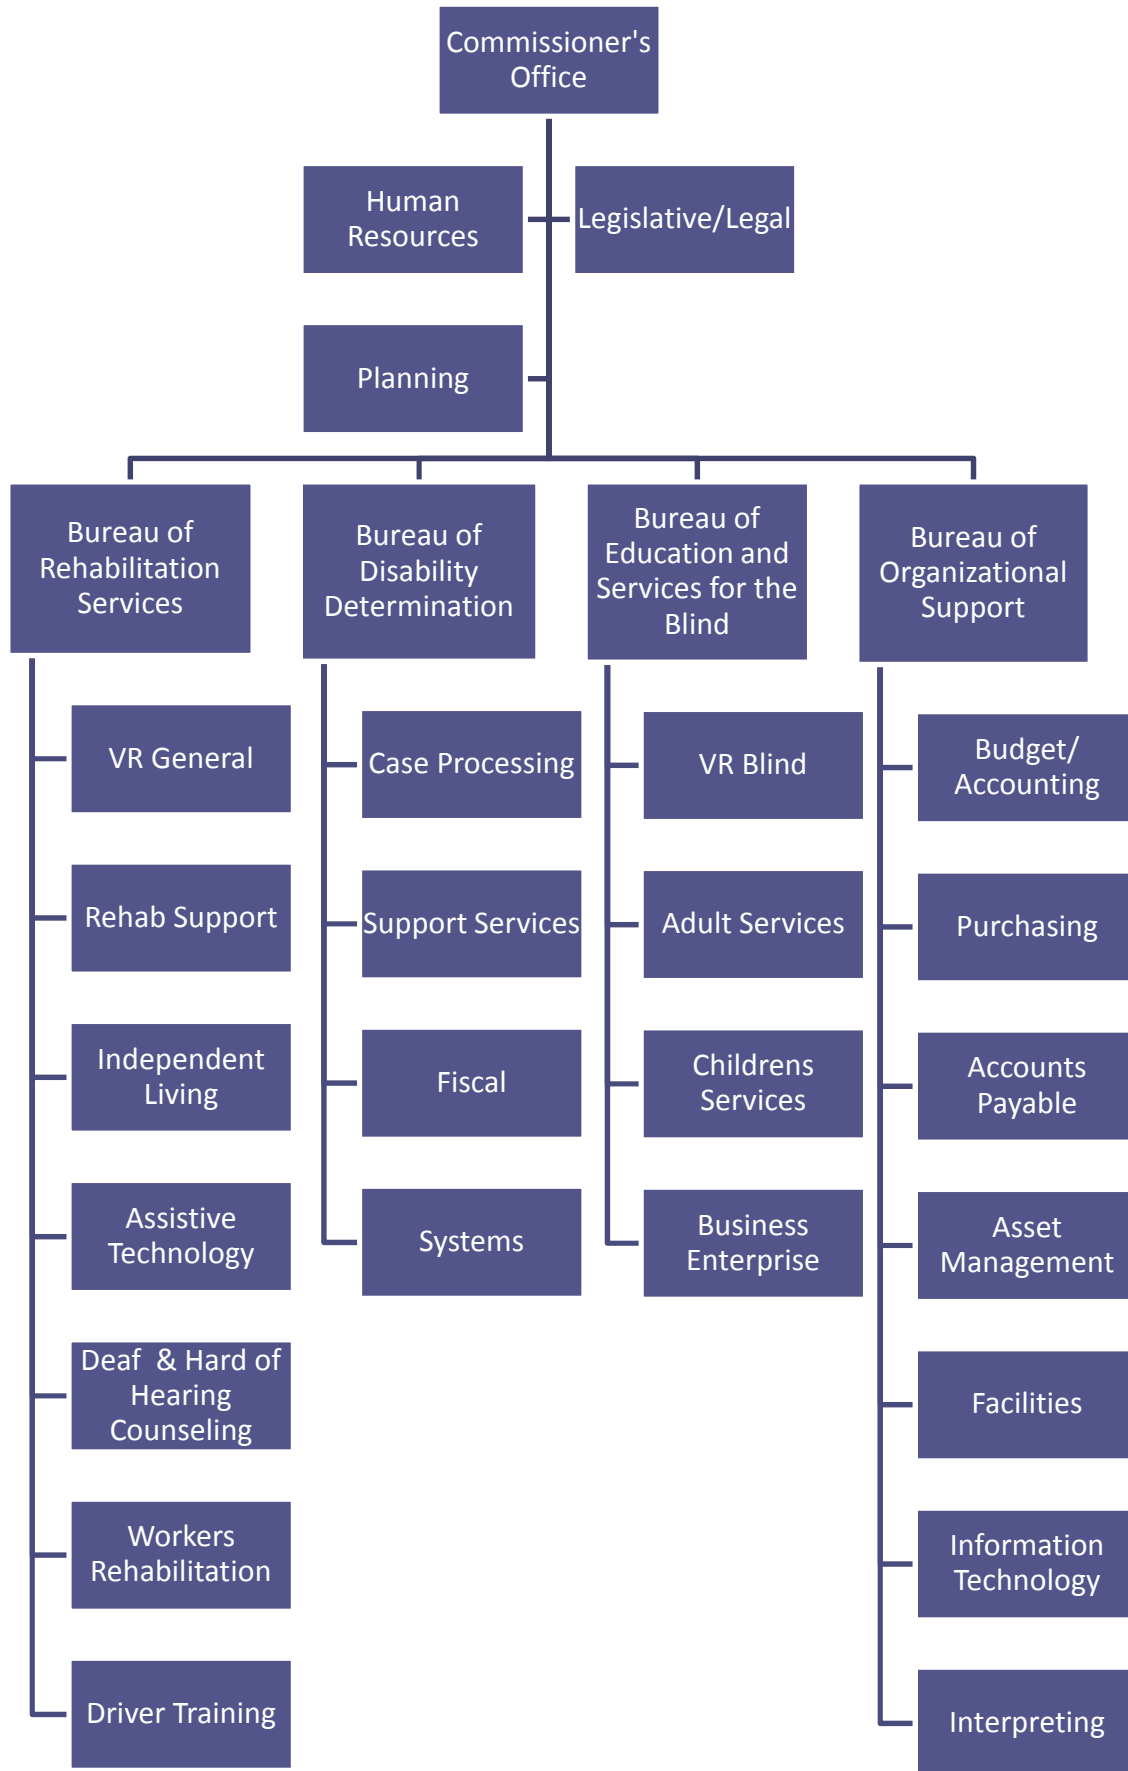 Commissioner's
Office
Human
Resources
Legislative/Legal
Planning
Bureau of
Rehabilitation
Services
Bureau of
Disability
Determination
Bureau of
Education and
Services for the
Blind
Bureau of
Organizational
Support
VR General
Rehab Support
Independent
Living
Assistive
Technology
Deaf  & Hard of
Hearing
Counseling
Workers
Rehabilitation
Driver Training
Case Processing
Support Services
Fiscal
Systems
VR Blind
Adult Services
Childrens
Services
Business
Enterprise
Budget/
Accounting
Purchasing
Accounts
Payable
Asset
Management
Facilities
Information
Technology
Interpreting